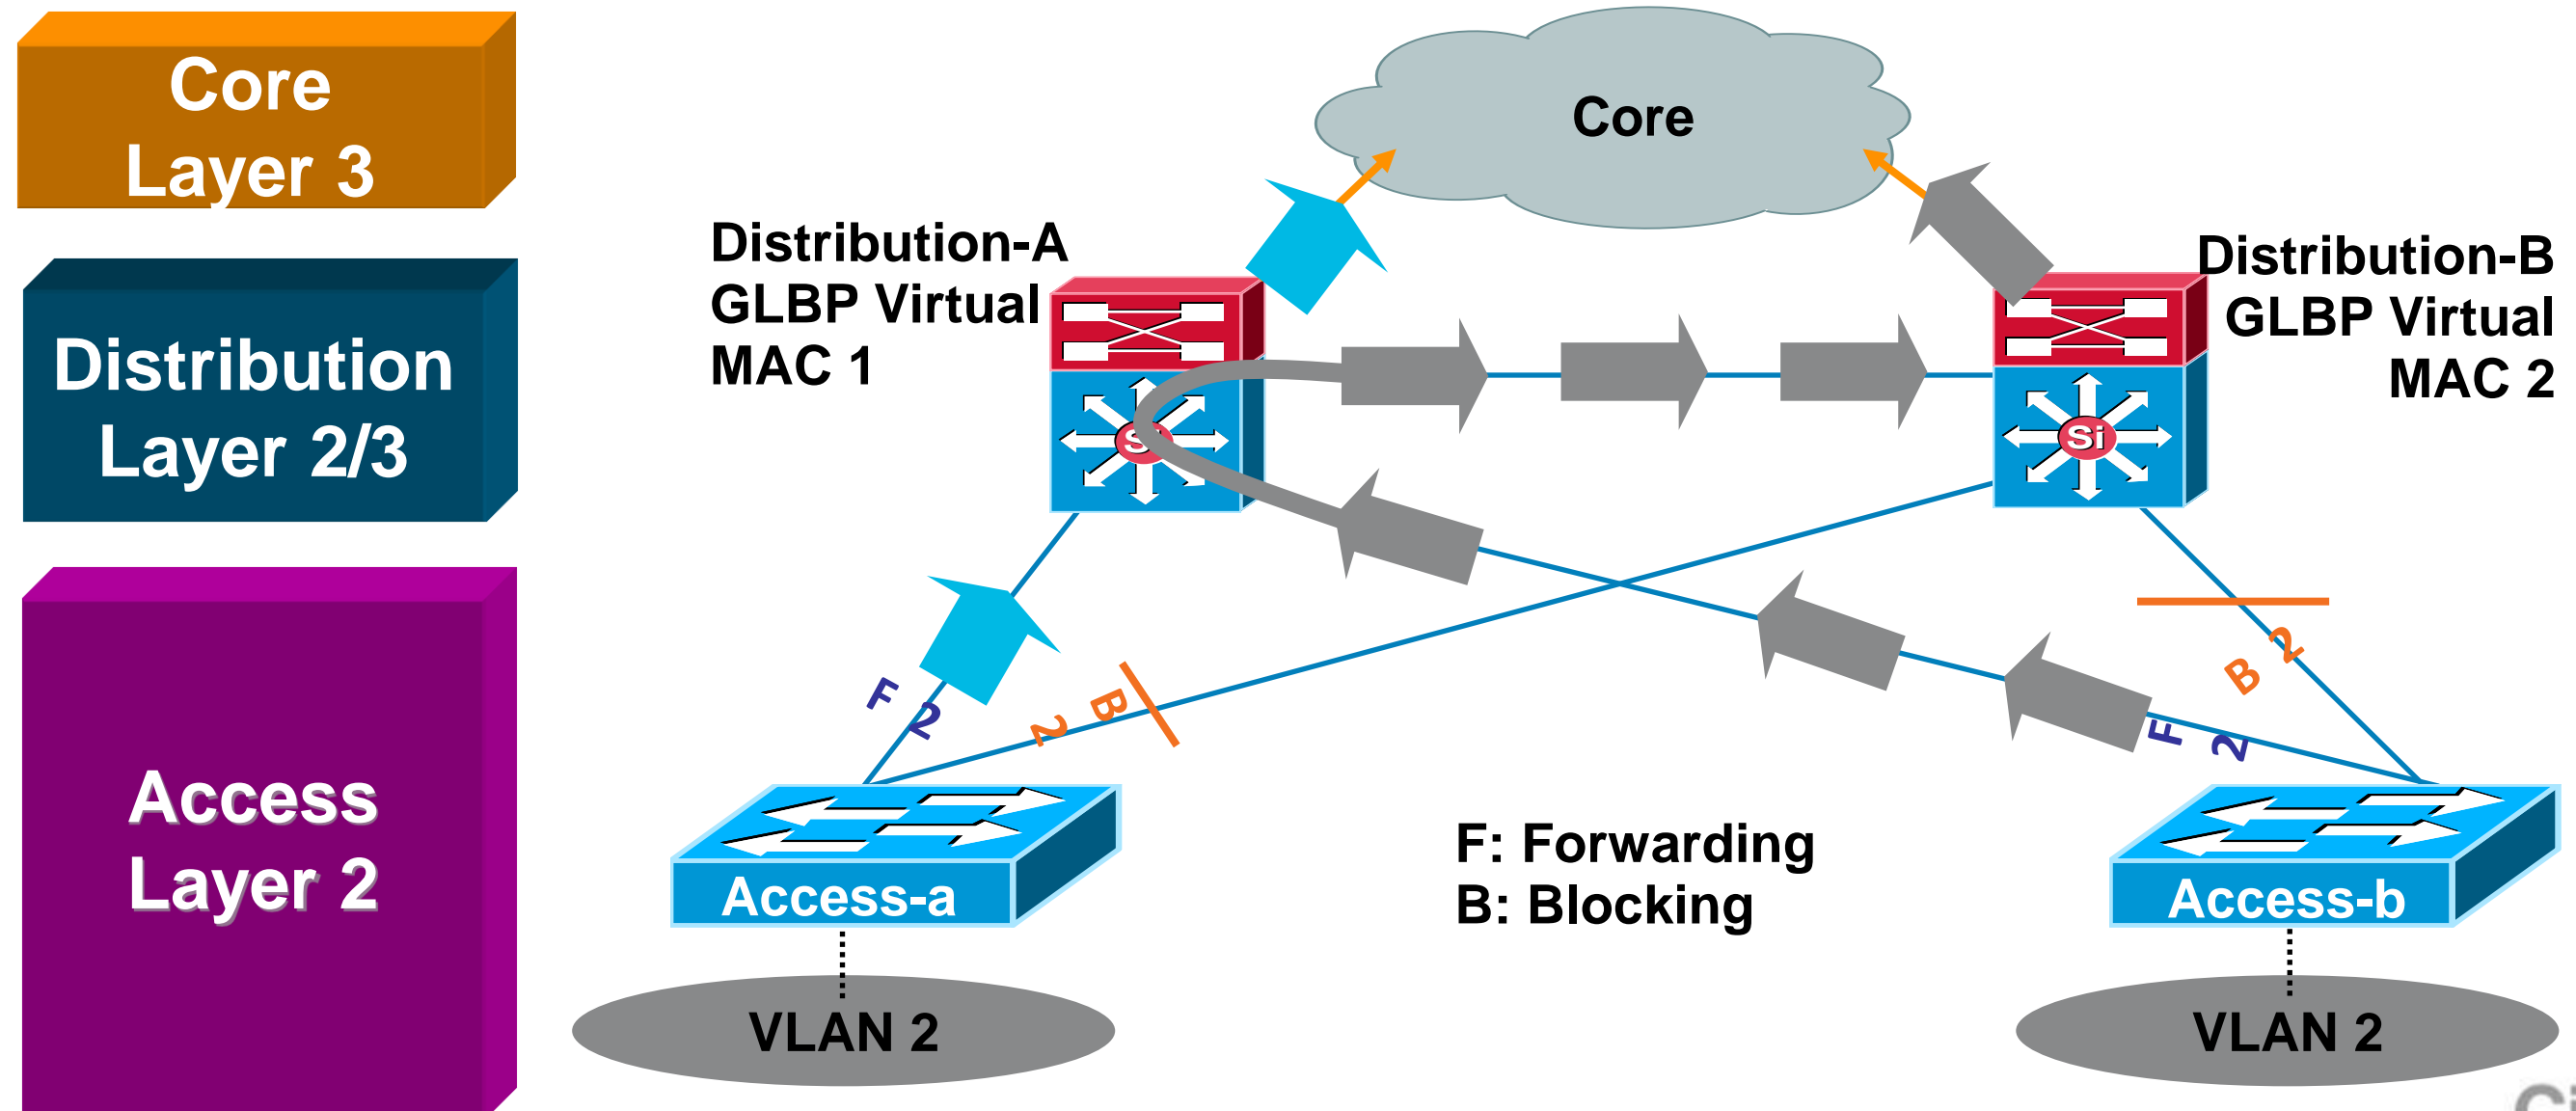 Core
Layer 3
Distribution
Layer 2/3
Access
Layer 2
Core
Distribution-A
GLBP Virtual
MAC 1
Distribution-B
GLBP Virtual
MAC 2
Si
F 2
B 2
B 2
F 2
F: Forwarding
B: Blocking
Access-a
Access-b
VLAN 2
VLAN 2